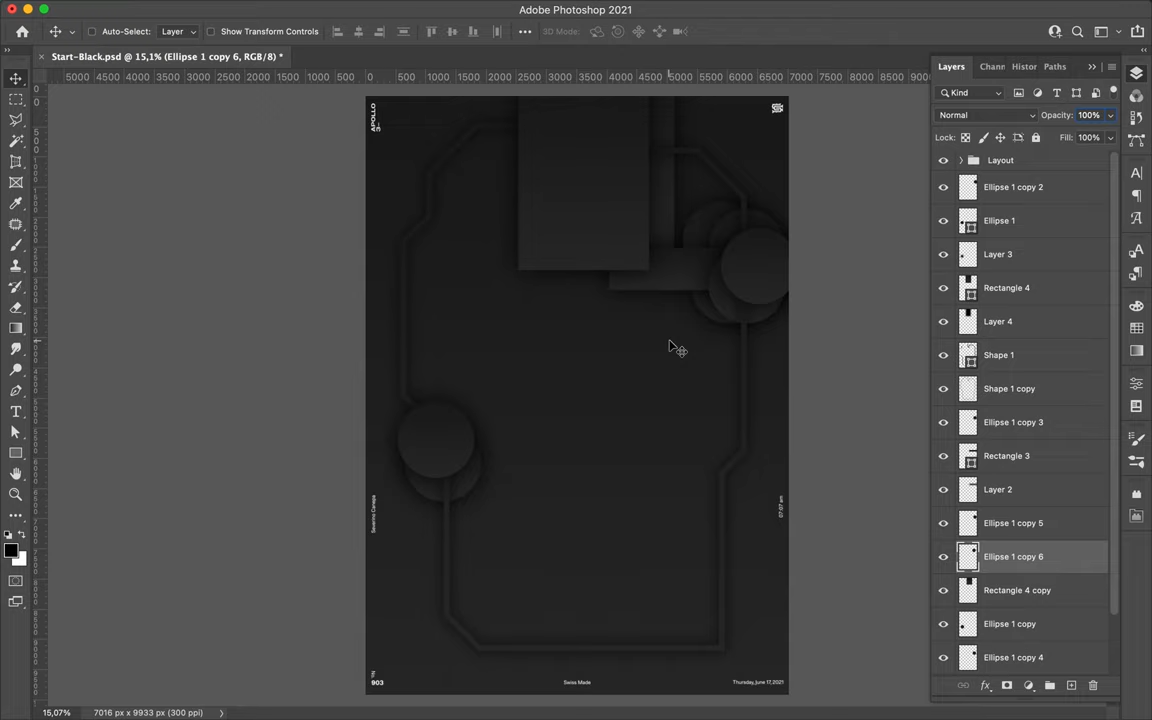 Adobe Photoshop 2021
Auto-Select:
Layer
Show Transform Controls
3D Mode:
Start-Black.psd @ 15,1% (Ellipse 1 copy 6, RGB/8) *
5000 4500 4000 3500 3000 2500 2000 1500 1000 500 0 500 1000 1500 2000 2500 3000 3500 4000 4500 5000 5500 6000 6500 7000 7500 8000 8500 9000
Layers
Chann
Histor
Paths
Kind
Normal
Opacity: 100%
Lock:
Fill: 100%
Layout
Ellipse 1 copy 2
Ellipse 1
Layer 3
Rectangle 4
Layer 4
Shape 1
Shape 1 copy
Ellipse 1 copy 3
Rectangle 3
Layer 2
Ellipse 1 copy 5
Ellipse 1 copy 6
Rectangle 4 copy
Ellipse 1 copy
Ellipse 1 copy 4
APOLLO
Severino Canepa
07:07 am
903
Swiss Made
Thursday, June 17, 2021
15,07%
7016 px x 9933 px (300 ppi)